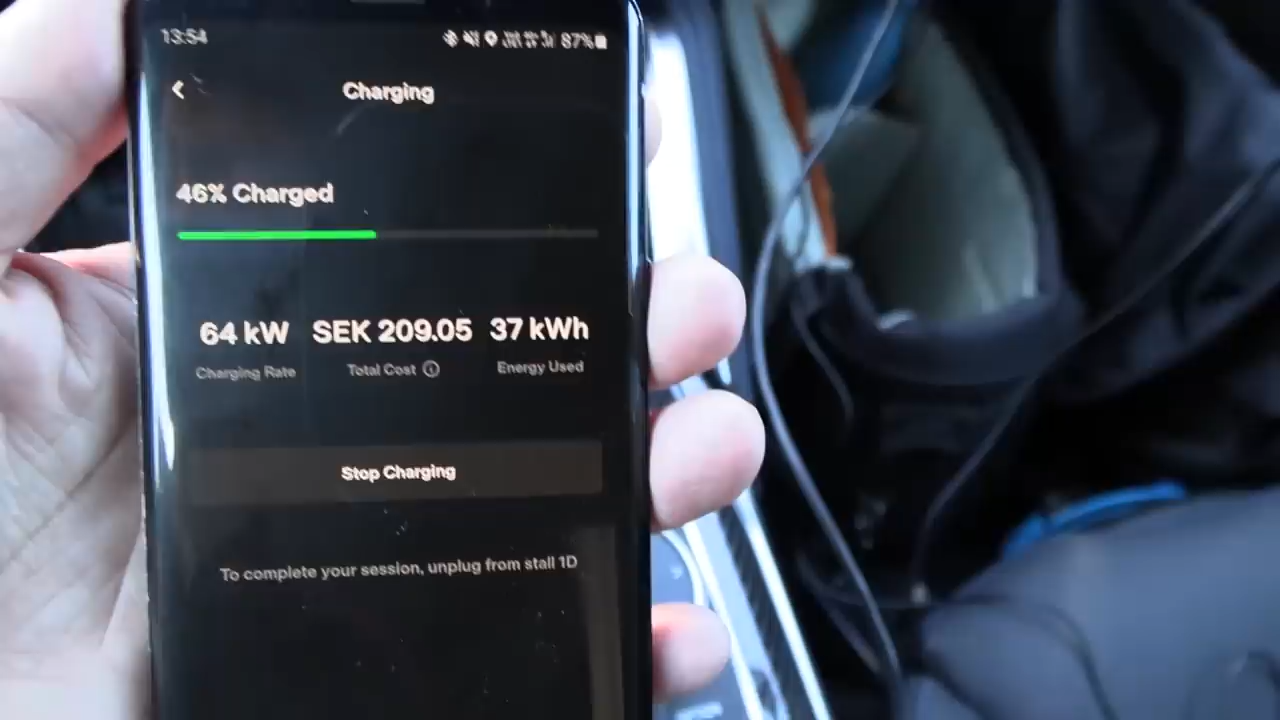 13:54 87%
Charging
46% Charged
64 kW SEK 209.05 37 kWh
Charging Rate Total Cost Energy Used
Stop Charging
To complete your session, unplug from stall 1D